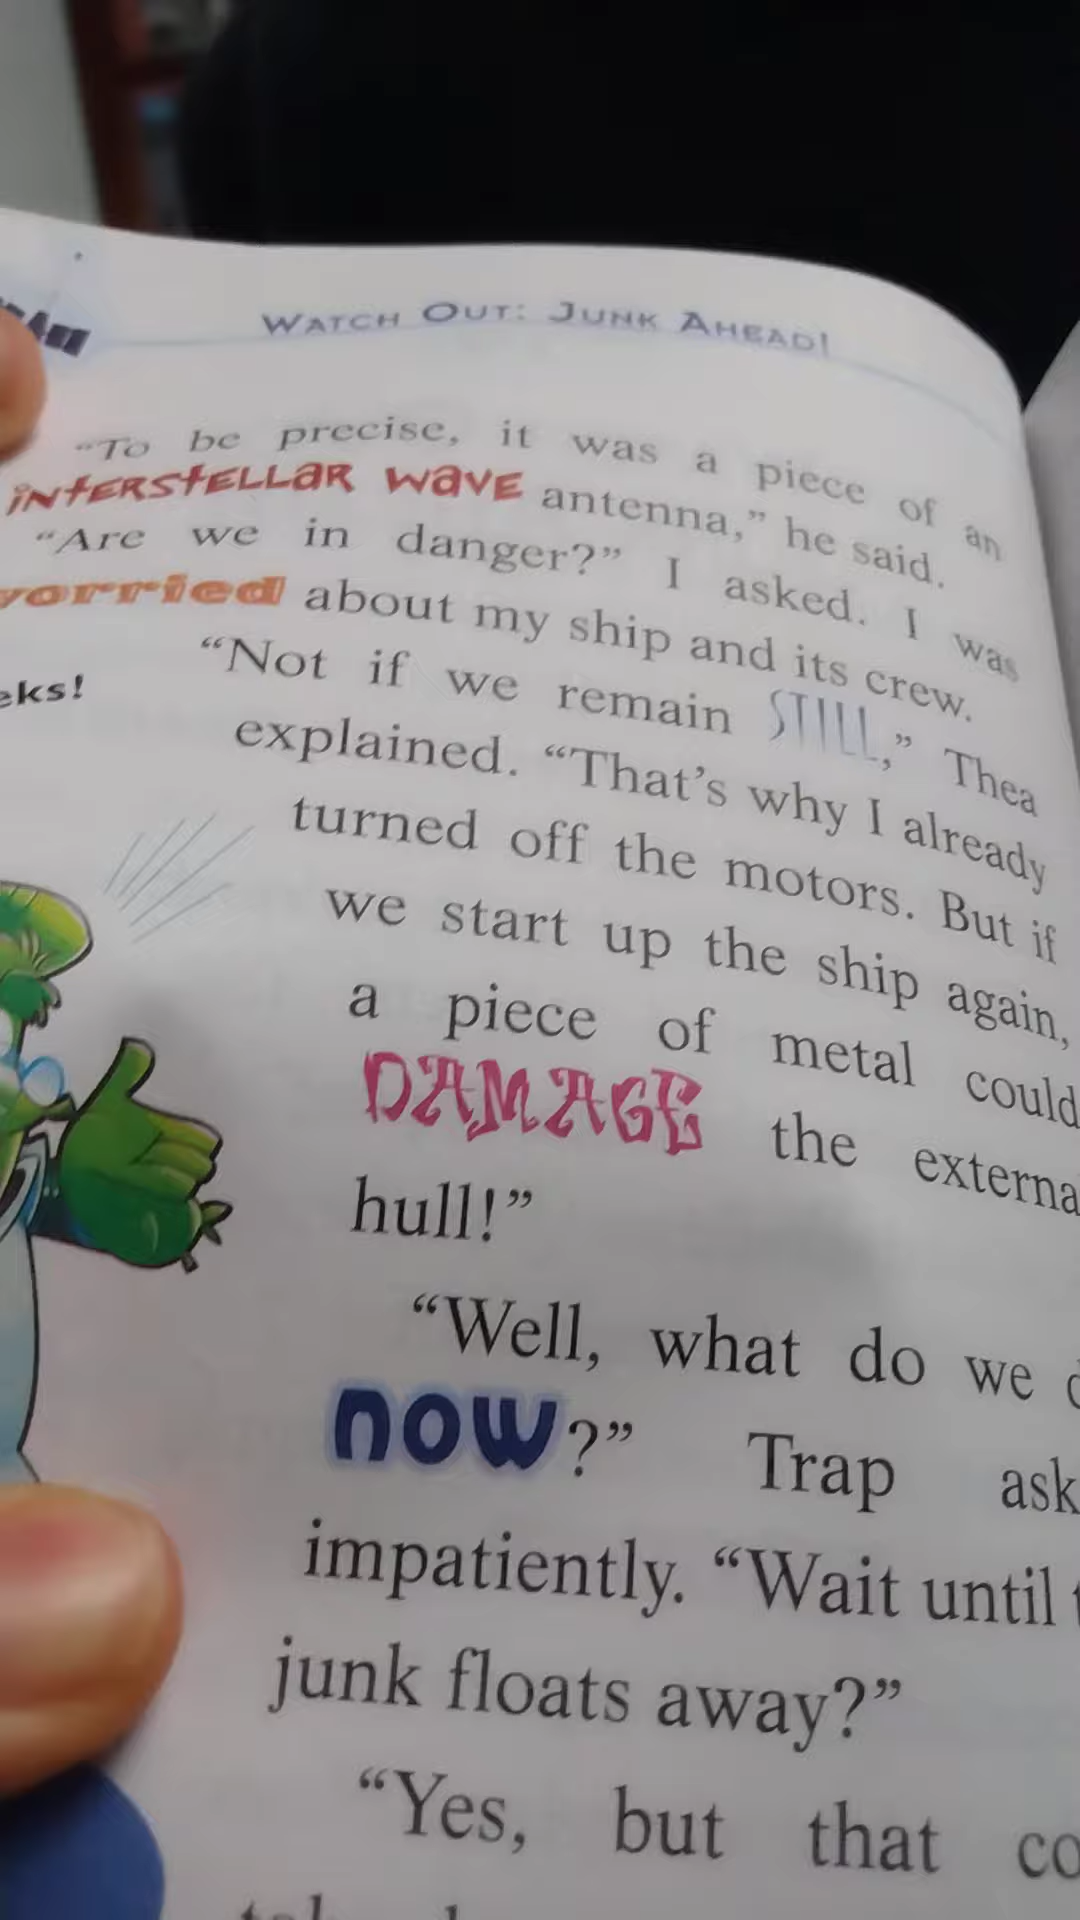 WATCH OUT: JUNK AHEAD!
“To be precise, it was a piece of an
INTERSTELLAR WAVE antenna,” he said.
“Are we in danger?” I asked. I was
worried about my ship and its crew.
“Not if we remain STILL,” Thea
explained. “That’s why I already
turned off the motors. But if
we start up the ship again,
a piece of metal could
DAMAGE the externa
hull!”
“Well, what do we
now?” Trap ask
impatiently. “Wait until
junk floats away?”
“Yes, but that co
eks!